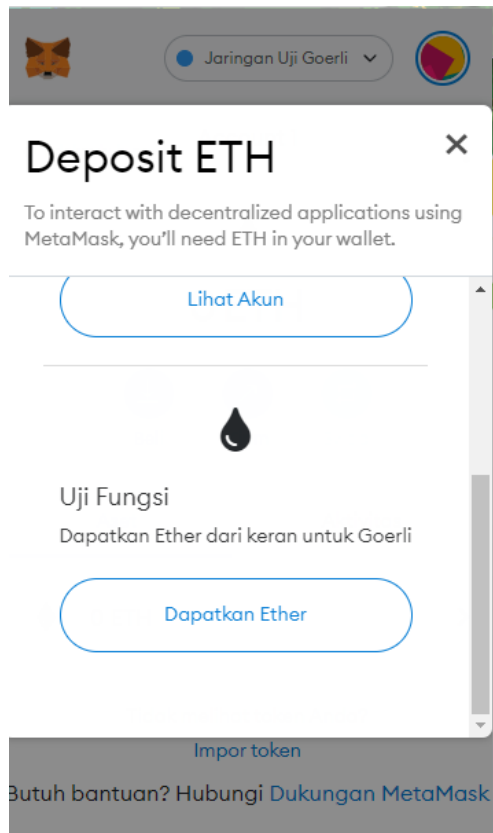 Jaringan Uji Goerli
Deposit ETH
To interact with decentralized applications using
MetaMask, you'll need ETH in your wallet.
Lihat Akun
Uji Fungsi
Dapatkan Ether dari keran untuk Goerli
Dapatkan Ether
Impor token
Butuh bantuan? Hubungi Dukungan MetaMask